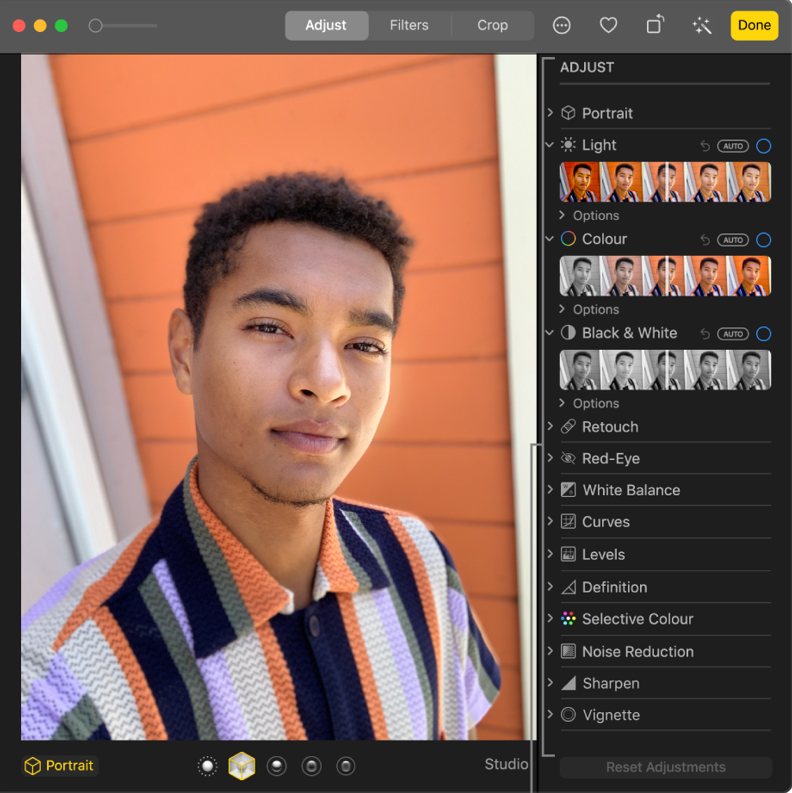 Adjust Filters Crop Done
ADJUST
Portrait
Light AUTO
Options
Colour AUTO
Options
Black & White AUTO
Options
Retouch
Red-Eye
White Balance
Curves
Levels
Definition
Selective Colour
Noise Reduction
Sharpen
Vignette
Portrait Studio Reset Adjustments